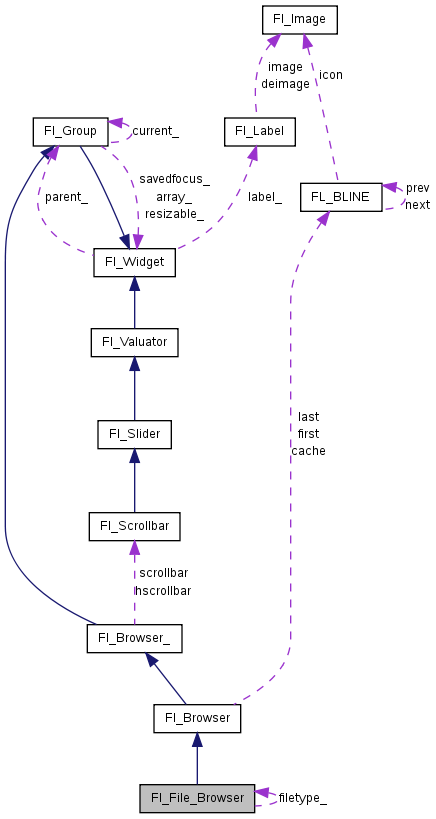 Fl_Image
image
deimage
icon
Fl_Group
current_
Fl_Label
savedfocus_
array_
resizable_
parent_
label_
FL_BLINE
prev
next
Fl_Widget
Fl_Valuator
Fl_Slider
last
first
cache
Fl_Scrollbar
scrollbar
hscrollbar
Fl_Browser_
Fl_Browser
Fl_File_Browser
filetype_